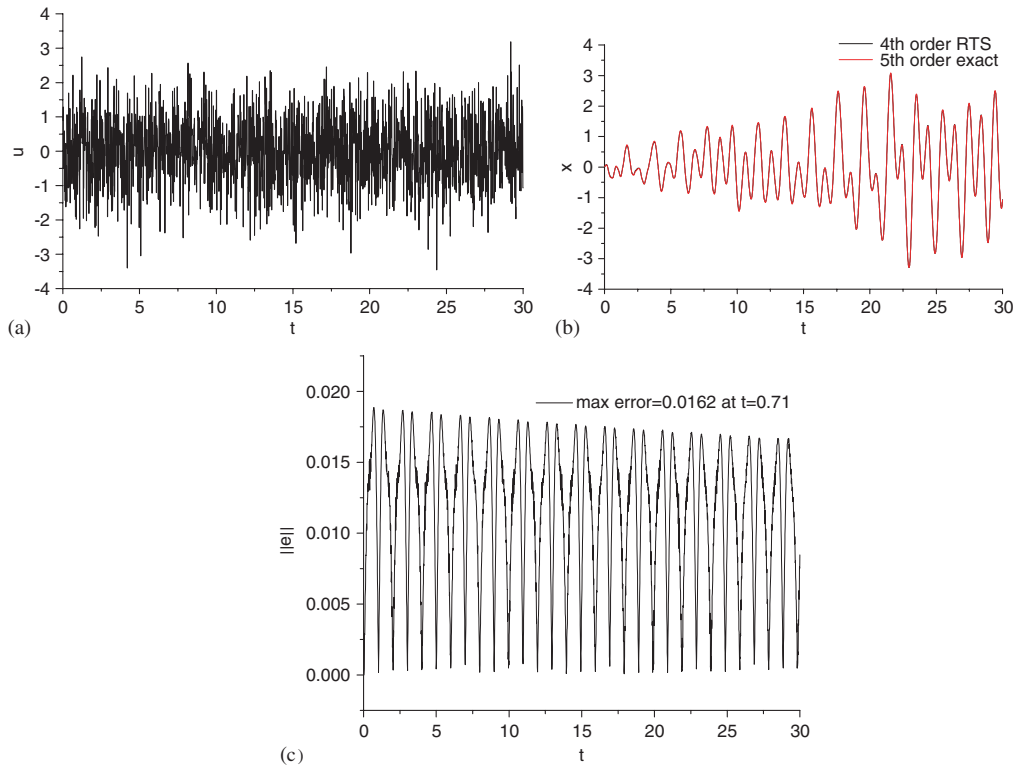 4
3
2
1
0
-1
-2
-3
-4
u
0 5 10 15 20 25 30
t
(a)
4th order RTS
5th order exact
4
3
2
1
0
-1
-2
-3
-4
x
0 5 10 15 20 25 30
t
(b)
max error=0.0162 at t=0.71
0.020
0.015
0.010
0.005
0.000
||e||
0 5 10 15 20 25 30
t
(c)